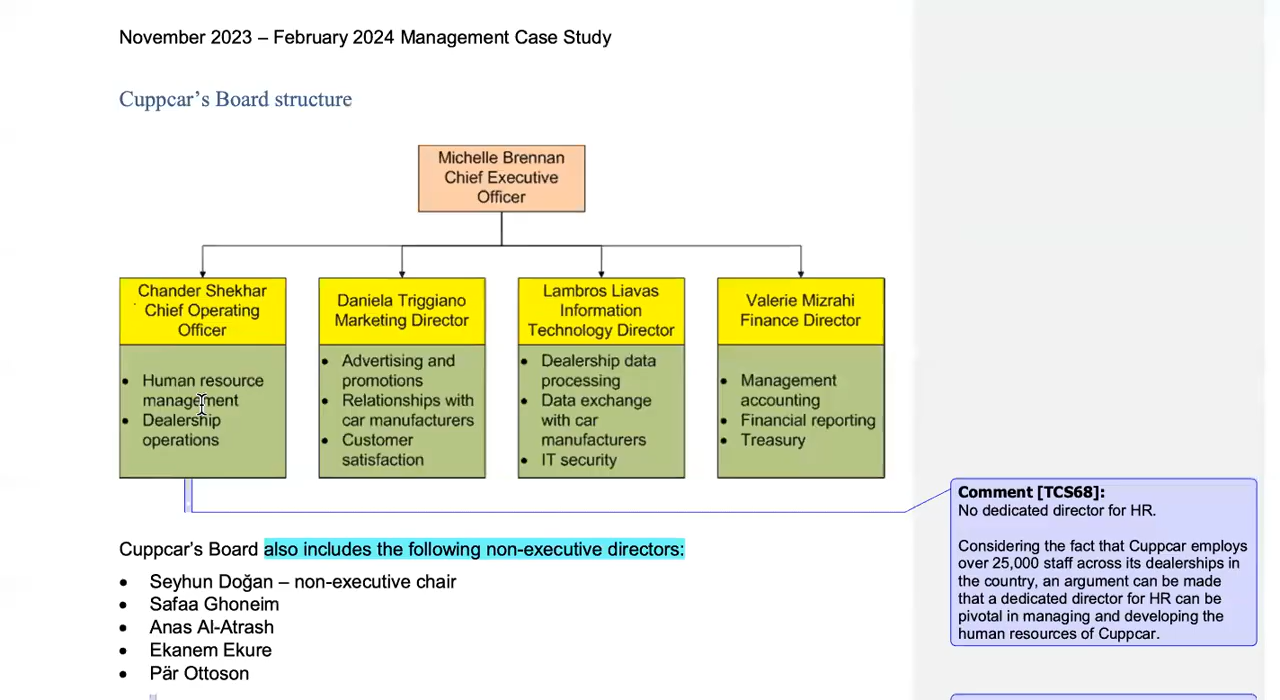 November 2023 – February 2024 Management Case Study
Cuppcar’s Board structure
Michelle Brennan
Chief Executive
Officer
Chander Shekhar
Chief Operating
Officer
• Human resource
management
• Dealership
operations
Daniela Triggiano
Marketing Director
• Advertising and
promotions
• Relationships with
car manufacturers
• Customer
satisfaction
Lambros Liavas
Information
Technology Director
• Dealership data
processing
• Data exchange
with car
manufacturers
• IT security
Valerie Mizrahi
Finance Director
• Management
accounting
• Financial reporting
• Treasury
Comment [TCS68]:
No dedicated director for HR.
Considering the fact that Cuppcar employs
over 25,000 staff across its dealerships in
the country, an argument can be made
that a dedicated director for HR can be
pivotal in managing and developing the
human resources of Cuppcar.
Cuppcar’s Board also includes the following non-executive directors:
• Seyhun Doğan – non-executive chair
• Safaa Ghoneim
• Anas Al-Atrash
• Ekanem Ekure
• Pär Ottoson